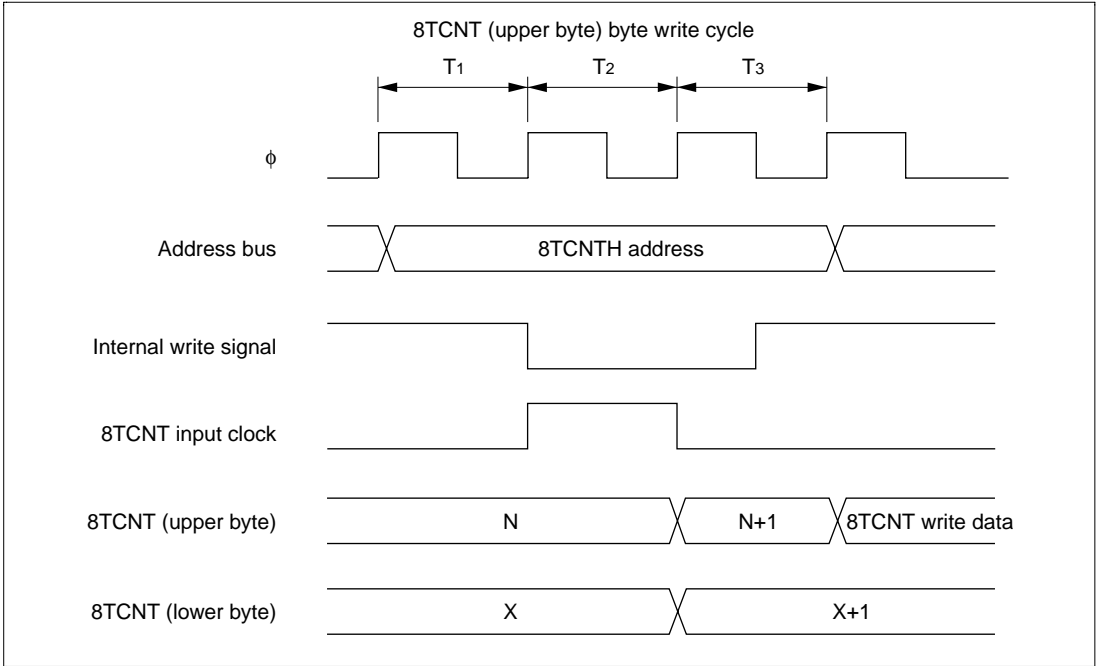 8TCNT (upper byte) byte write cycle
T1 T2 T3
ϕ
Address bus 8TCNTH address
Internal write signal
8TCNT input clock
8TCNT (upper byte) N N+1 8TCNT write data
8TCNT (lower byte) X X+1